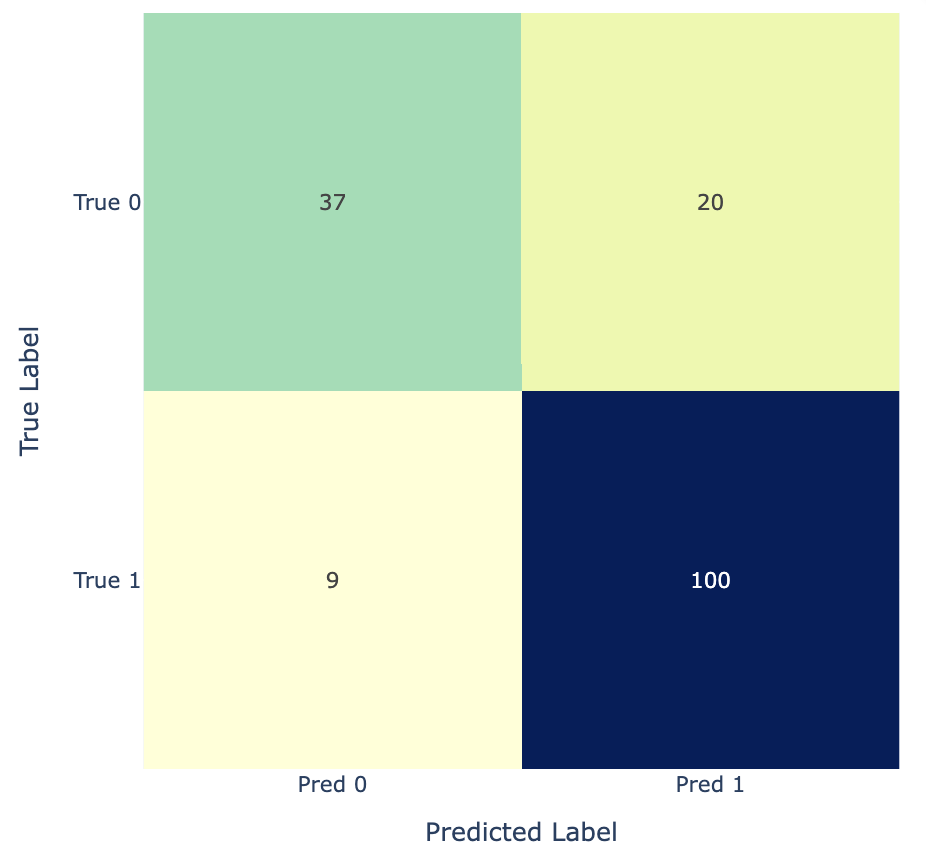 True 0
37
20
True Label
True 1
9
100
Pred 0
Pred 1
Predicted Label